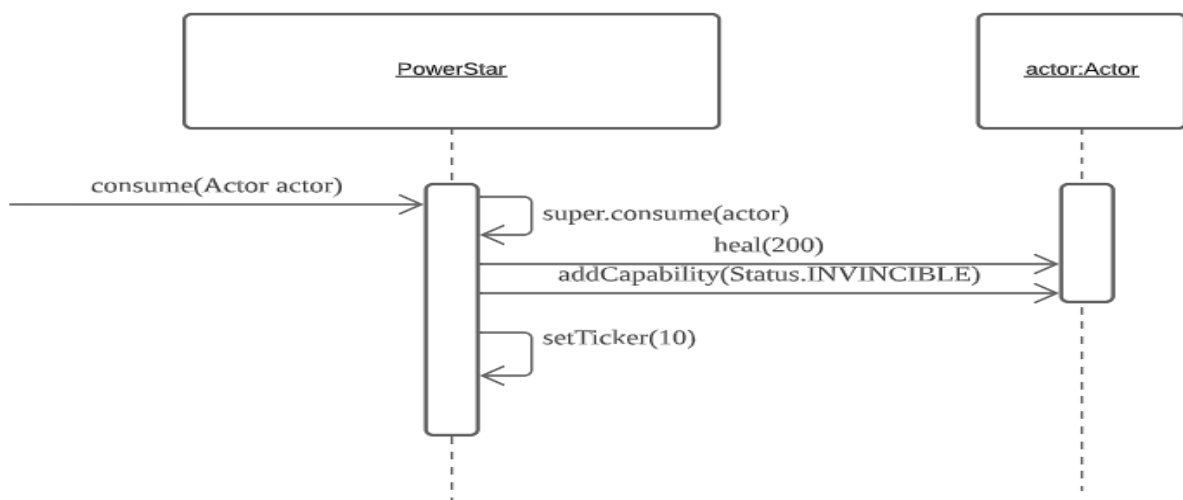 PowerStar
actor:Actor
consume(Actor actor)
super.consume(actor)
heal(200)
addCapability(Status.INVINCIBLE)
setTicker(10)